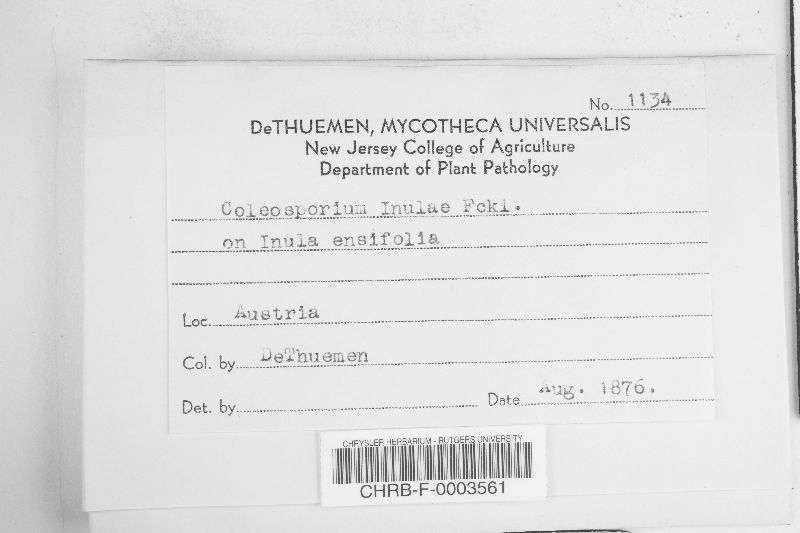 No. 1134
DeTHUEMEN, MYCOTHECA UNIVERSALIS
New Jersey College of Agriculture
Department of Plant Pathology
Coleosporium Inulae Fckl.
on Inula ensifolia
Loc. Austria
Col. by DeThuemen
Det. by Date Aug. 1876.
CHRYSLER HERBARIUM - RUTGERS UNIVERSITY
CHRB-F-0003561